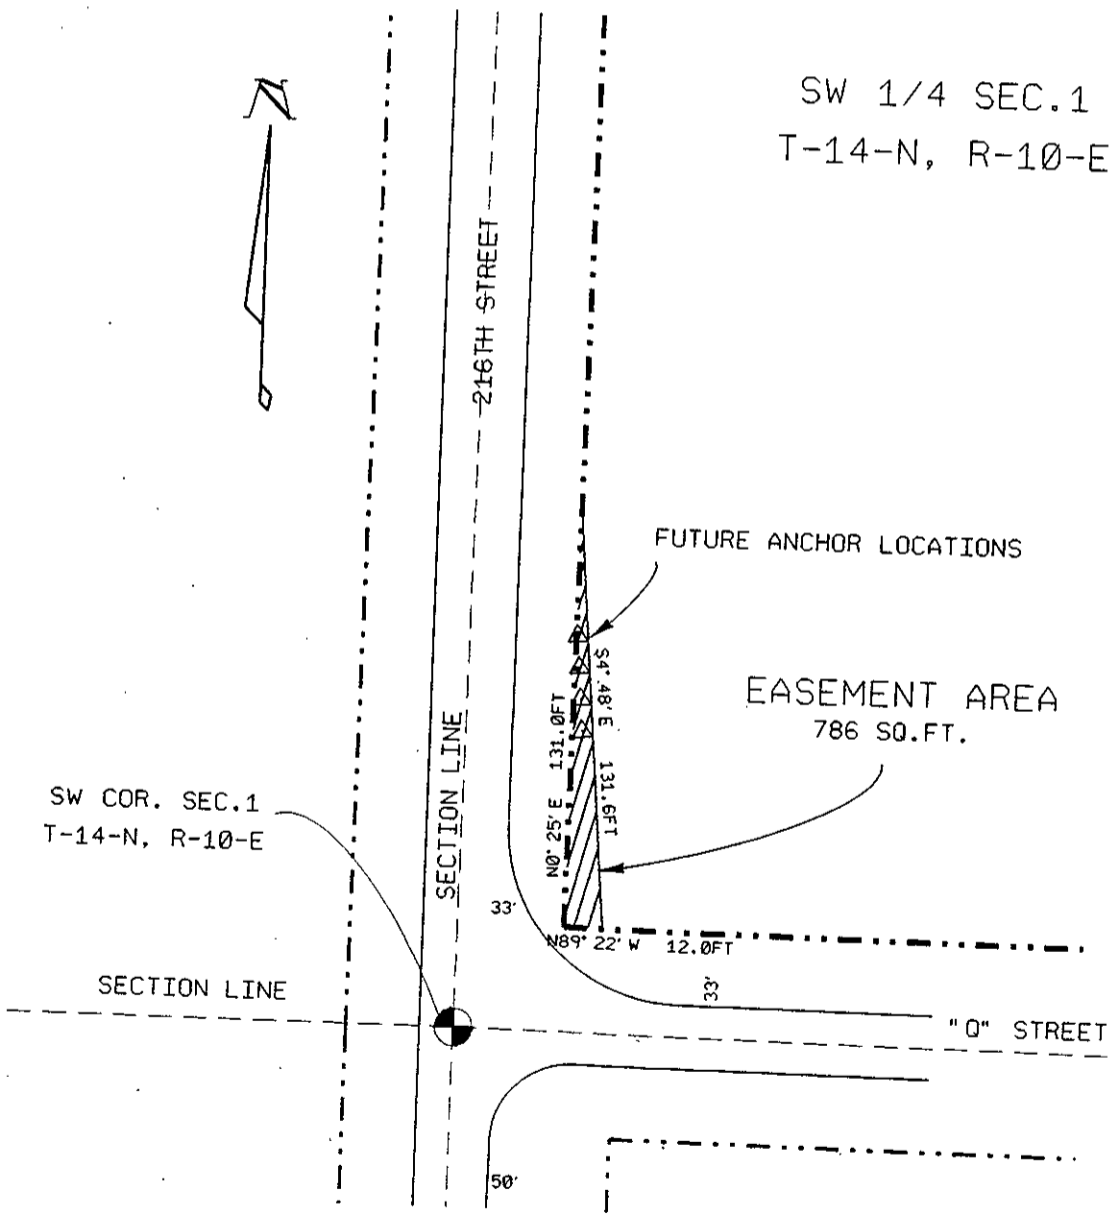 SW 1/4 SEC.1
T-14-N, R-10-E
N
216TH STREET
FUTURE ANCHOR LOCATIONS
S4° 48' E 131.6FT
N0° 25' E 131.0FT
EASEMENT AREA
786 SQ.FT.
SECTION LINE
SW COR. SEC.1
T-14-N, R-10-E
33'
N89° 22' W 12.0FT
SECTION LINE
33'
"Q" STREET
50'